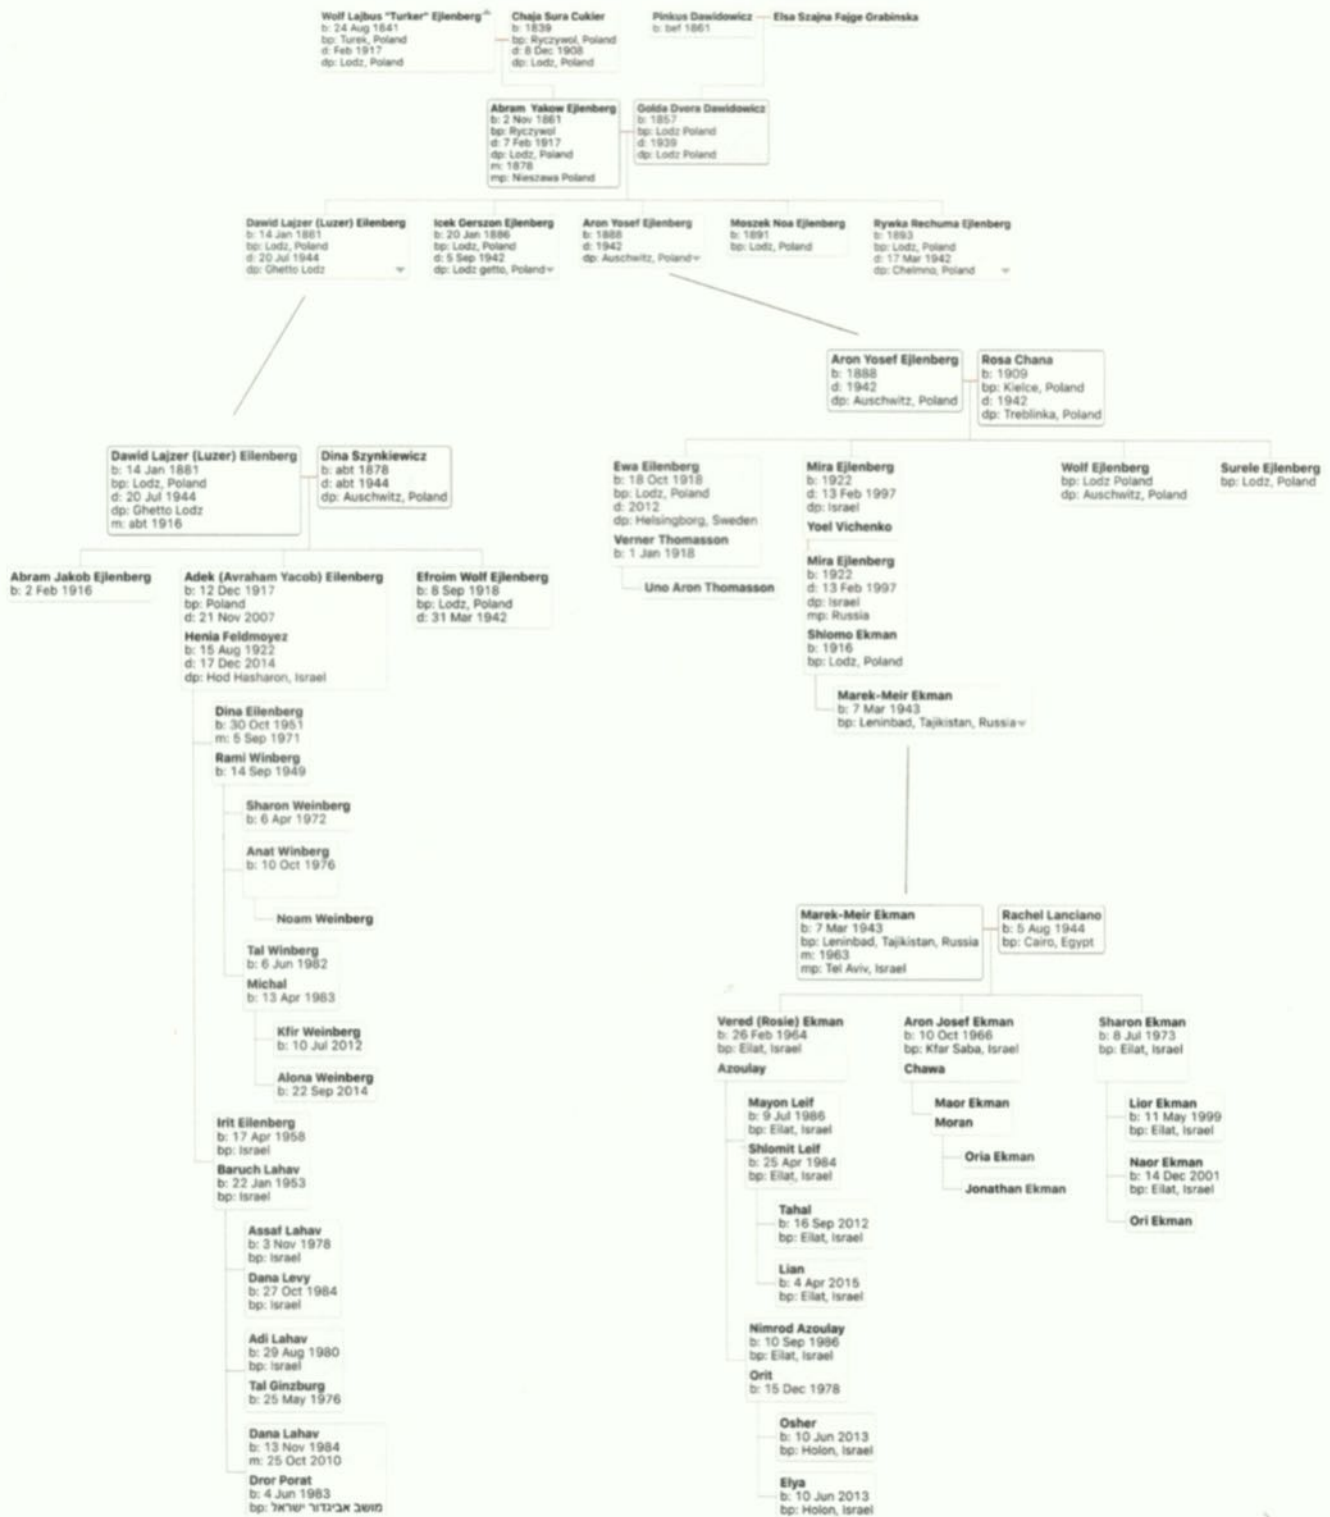 Wolf Lajbus "Turker" Ejlenberg
b: 24 Aug 1841
bp: Turek, Poland
d: Feb 1917
dp: Lodz, Poland
Chaja Sura Cukier
b: 1839
bp: Ryczywol, Poland
d: 8 Dec 1908
dp: Lodz, Poland
Pinkus Dawidowicz
b: bef 1861
Elsa Szajna Fajge Grabinska
Abram Yakow Ejlenberg
b: 2 Nov 1861
bp: Ryczywol
d: 7 Feb 1917
dp: Lodz, Poland
m: 1878
mp: Nieszawa Poland
Golda Dvora Dawidowicz
b: 1857
bp: Lodz Poland
d: 1939
dp: Lodz Poland
Dawid Lajzer (Luzer) Eilenberg
b: 14 Jan 1881
bp: Lodz, Poland
d: 20 Jul 1944
dp: Ghetto Lodz
Icek Gerszon Ejlenberg
b: 20 Jan 1886
bp: Lodz, Poland
d: 5 Sep 1942
dp: Lodz getto, Poland
Aron Yosef Ejlenberg
b: 1888
d: 1942
dp: Auschwitz, Poland
Moszek Noa Ejlenberg
b: 1891
bp: Lodz, Poland
Rywka Rechuma Ejlenberg
b: 1893
bp: Lodz, Poland
d: 17 Mar 1942
dp: Chelmno, Poland
Aron Yosef Ejlenberg
b: 1888
d: 1942
dp: Auschwitz, Poland
Rosa Chana
b: 1909
bp: Kielce, Poland
d: 1942
dp: Treblinka, Poland
Dawid Lajzer (Luzer) Eilenberg
b: 14 Jan 1881
bp: Lodz, Poland
d: 20 Jul 1944
dp: Ghetto Lodz
m: abt 1916
Dina Szynkiewicz
b: abt 1878
d: abt 1944
dp: Auschwitz, Poland
Ewa Eilenberg
b: 18 Oct 1918
bp: Lodz, Poland
d: 2012
dp: Helsingborg, Sweden
Verner Thomasson
b: 1 Jan 1918
Uno Aron Thomasson
Mira Ejlenberg
b: 1922
d: 13 Feb 1997
dp: Israel
Yoel Vichenko
Mira Ejlenberg
b: 1922
d: 13 Feb 1997
dp: Israel
mp: Russia
Shlomo Ekman
b: 1916
bp: Lodz, Poland
Marek-Meir Ekman
b: 7 Mar 1943
bp: Leninbad, Tajikistan, Russia
Wolf Ejlenberg
bp: Lodz Poland
dp: Auschwitz, Poland
Surele Ejlenberg
bp: Lodz, Poland
Abram Jakob Ejlenberg
b: 2 Feb 1916
Adek (Avraham Yacob) Eilenberg
b: 12 Dec 1917
bp: Poland
d: 21 Nov 2007
Henia Feldmoyez
b: 15 Aug 1922
d: 17 Dec 2014
dp: Hod Hasharon, Israel
Efroim Wolf Ejlenberg
b: 8 Sep 1918
bp: Lodz, Poland
d: 31 Mar 1942
Dina Eilenberg
b: 30 Oct 1951
m: 5 Sep 1971
Rami Winberg
b: 14 Sep 1949
Sharon Weinberg
b: 6 Apr 1972
Anat Winberg
b: 10 Oct 1976
Noam Weinberg
Tal Winberg
b: 6 Jun 1982
Michal
b: 13 Apr 1983
Kfir Weinberg
b: 10 Jul 2012
Alona Weinberg
b: 22 Sep 2014
Irit Eilenberg
b: 17 Apr 1958
bp: Israel
Baruch Lahav
b: 22 Jan 1953
bp: Israel
Assaf Lahav
b: 3 Nov 1978
bp: Israel
Dana Levy
b: 27 Oct 1984
bp: Israel
Adi Lahav
b: 29 Aug 1980
bp: Israel
Tal Ginzburg
b: 25 May 1976
Dana Lahav
b: 13 Nov 1984
m: 25 Oct 2010
Dror Porat
b: 4 Jun 1983
bp: מושב אביגדור ישראל
Marek-Meir Ekman
b: 7 Mar 1943
bp: Leninbad, Tajikistan, Russia
m: 1963
mp: Tel Aviv, Israel
Rachel Lanciano
b: 5 Aug 1944
bp: Cairo, Egypt
Vered (Rosie) Ekman
b: 26 Feb 1964
bp: Eilat, Israel
Azoulay
Mayon Leif
b: 9 Jul 1986
bp: Eilat, Israel
Shlomit Leif
b: 25 Apr 1984
bp: Eilat, Israel
Tahal
b: 16 Sep 2012
bp: Eilat, Israel
Lian
b: 4 Apr 2015
bp: Eilat, Israel
Nimrod Azoulay
b: 10 Sep 1986
bp: Eilat, Israel
Orit
b: 15 Dec 1978
Osher
b: 10 Jun 2013
bp: Holon, Israel
Elya
b: 10 Jun 2013
bp: Holon, Israel
Aron Josef Ekman
b: 10 Oct 1966
bp: Kfar Saba, Israel
Chawa
Maor Ekman
Moran
Oria Ekman
Jonathan Ekman
Sharon Ekman
b: 8 Jul 1973
bp: Eilat, Israel
Lior Ekman
b: 11 May 1999
bp: Eilat, Israel
Naor Ekman
b: 14 Dec 2001
bp: Eilat, Israel
Ori Ekman